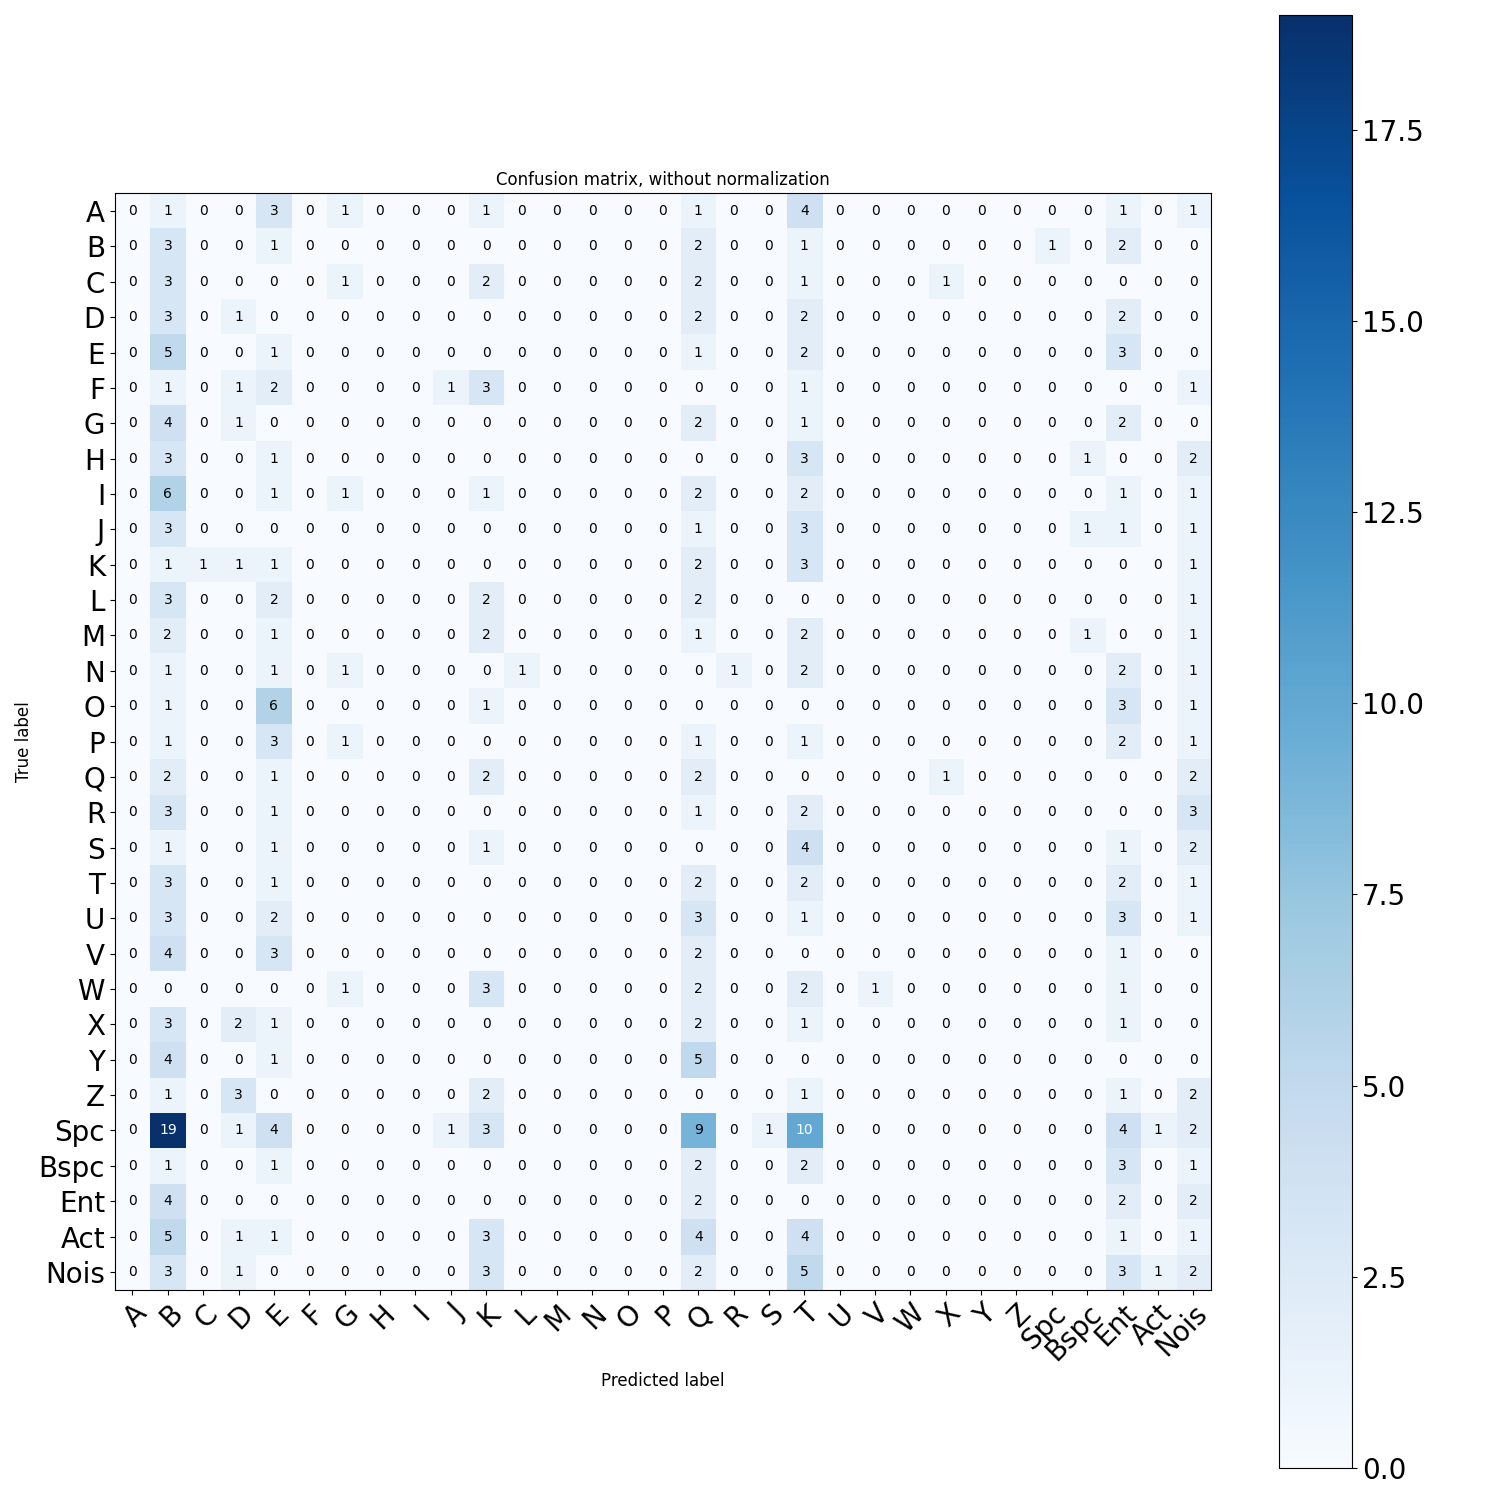 Confusion matrix, without normalization
A 0 1 0 0 3 0 1 0 0 0 1 0 0 0 0 0 1 0 0 4 0 0 0 0 0 0 0 0 1 0 1
B 0 3 0 0 1 0 0 0 0 0 0 0 0 0 0 0 2 0 0 1 0 0 0 0 0 0 1 0 2 0 0
C 0 3 0 0 0 0 1 0 0 0 2 0 0 0 0 0 2 0 0 1 0 0 0 1 0 0 0 0 0 0 0
D 0 3 0 1 0 0 0 0 0 0 0 0 0 0 0 0 2 0 0 2 0 0 0 0 0 0 0 0 2 0 0
E 0 5 0 0 1 0 0 0 0 0 0 0 0 0 0 0 1 0 0 2 0 0 0 0 0 0 0 0 3 0 0
F 0 1 0 1 2 0 0 0 0 1 3 0 0 0 0 0 0 0 0 1 0 0 0 0 0 0 0 0 0 0 1
G 0 4 0 1 0 0 0 0 0 0 0 0 0 0 0 0 2 0 0 1 0 0 0 0 0 0 0 0 2 0 0
H 0 3 0 0 1 0 0 0 0 0 0 0 0 0 0 0 0 0 0 3 0 0 0 0 0 0 0 1 0 0 2
I 0 6 0 0 1 0 1 0 0 0 1 0 0 0 0 0 2 0 0 2 0 0 0 0 0 0 0 0 1 0 1
J 0 3 0 0 0 0 0 0 0 0 0 0 0 0 0 0 1 0 0 3 0 0 0 0 0 0 0 1 1 0 1
K 0 1 1 1 1 0 0 0 0 0 0 0 0 0 0 0 2 0 0 3 0 0 0 0 0 0 0 0 0 0 1
L 0 3 0 0 2 0 0 0 0 0 2 0 0 0 0 0 2 0 0 0 0 0 0 0 0 0 0 0 0 0 1
M 0 2 0 0 1 0 0 0 0 0 2 0 0 0 0 0 1 0 0 2 0 0 0 0 0 0 0 1 0 0 1
N 0 1 0 0 1 0 1 0 0 0 0 1 0 0 0 0 0 1 0 2 0 0 0 0 0 0 0 0 2 0 1
O 0 1 0 0 6 0 0 0 0 0 1 0 0 0 0 0 0 0 0 0 0 0 0 0 0 0 0 0 3 0 1
P 0 1 0 0 3 0 1 0 0 0 0 0 0 0 0 0 1 0 0 1 0 0 0 0 0 0 0 0 2 0 1
Q 0 2 0 0 1 0 0 0 0 0 2 0 0 0 0 0 2 0 0 0 0 0 0 1 0 0 0 0 0 0 2
R 0 3 0 0 1 0 0 0 0 0 0 0 0 0 0 0 1 0 0 2 0 0 0 0 0 0 0 0 0 0 3
S 0 1 0 0 1 0 0 0 0 0 1 0 0 0 0 0 0 0 0 4 0 0 0 0 0 0 0 0 1 0 2
T 0 3 0 0 1 0 0 0 0 0 0 0 0 0 0 0 2 0 0 2 0 0 0 0 0 0 0 0 2 0 1
U 0 3 0 0 2 0 0 0 0 0 0 0 0 0 0 0 3 0 0 1 0 0 0 0 0 0 0 0 3 0 1
V 0 4 0 0 3 0 0 0 0 0 0 0 0 0 0 0 2 0 0 0 0 0 0 0 0 0 0 0 1 0 0
W 0 0 0 0 0 0 1 0 0 0 3 0 0 0 0 0 2 0 0 2 0 1 0 0 0 0 0 0 1 0 0
X 0 3 0 2 1 0 0 0 0 0 0 0 0 0 0 0 2 0 0 1 0 0 0 0 0 0 0 0 1 0 0
Y 0 4 0 0 1 0 0 0 0 0 0 0 0 0 0 0 5 0 0 0 0 0 0 0 0 0 0 0 0 0 0
Z 0 1 0 3 0 0 0 0 0 0 2 0 0 0 0 0 0 0 0 1 0 0 0 0 0 0 0 0 1 0 2
Spc 0 19 0 1 4 0 0 0 0 1 3 0 0 0 0 0 9 0 1 10 0 0 0 0 0 0 0 0 4 1 2
Bspc 0 1 0 0 1 0 0 0 0 0 0 0 0 0 0 0 2 0 0 2 0 0 0 0 0 0 0 0 3 0 1
Ent 0 4 0 0 0 0 0 0 0 0 0 0 0 0 0 0 2 0 0 0 0 0 0 0 0 0 0 0 2 0 2
Act 0 5 0 1 1 0 0 0 0 0 3 0 0 0 0 0 4 0 0 4 0 0 0 0 0 0 0 0 1 0 1
Nois 0 3 0 1 0 0 0 0 0 0 3 0 0 0 0 0 2 0 0 5 0 0 0 0 0 0 0 0 3 1 2
A B C D E F G H I J K L M N O P Q R S T U V W X Y Z Spc Bspc Ent Act Nois
Predicted label
True label
17.5
15.0
12.5
10.0
7.5
5.0
2.5
0.0